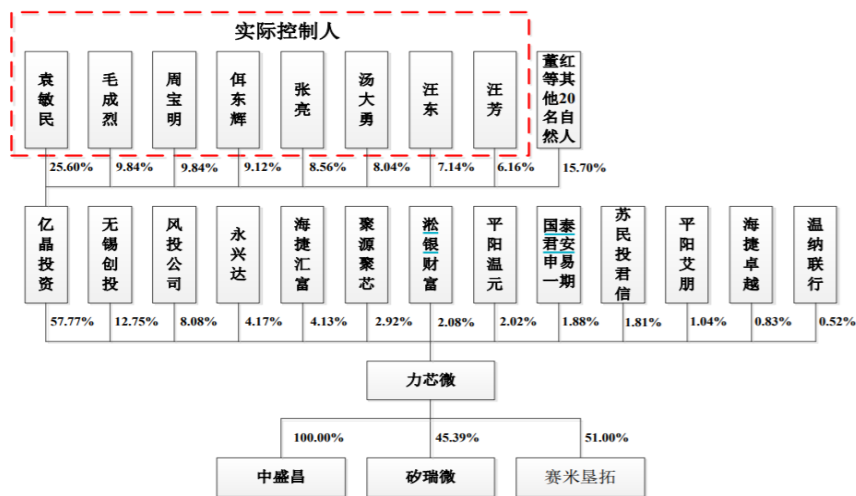 实际控制人
袁敏民
毛成烈
周宝明
佴东辉
张亮
汤大勇
汪东
汪芳
董红等其他20名自然人
25.60%
9.84%
9.84%
9.12%
8.56%
8.04%
7.14%
6.16%
15.70%
亿晶投资
无锡创投
风投公司
永兴达
海捷汇富
聚源聚芯
淞银财富
平阳温元
国泰君安申易一期
苏民投君信
平阳艾朋
海捷卓越
温纳联行
57.77%
12.75%
8.08%
4.17%
4.13%
2.92%
2.08%
2.02%
1.88%
1.81%
1.04%
0.83%
0.52%
力芯微
100.00%
45.39%
51.00%
中盛昌
矽瑞微
赛米垦拓